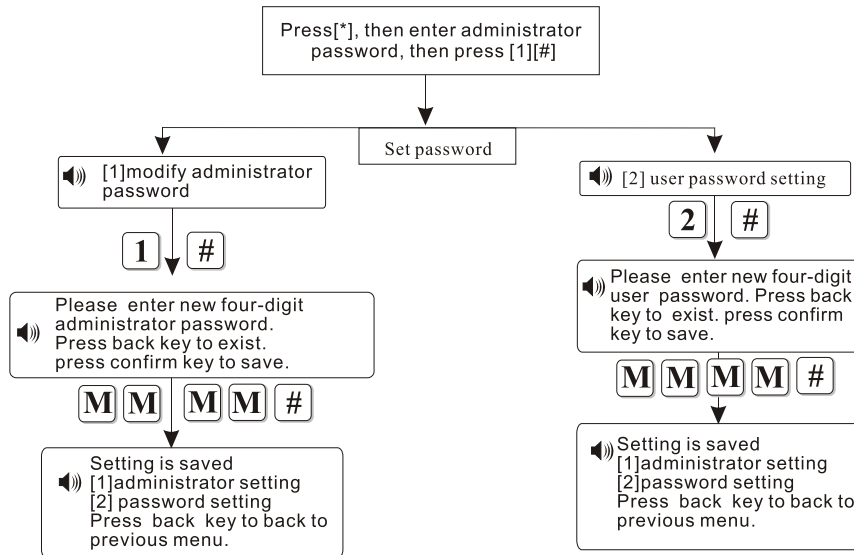 Press[*], then enter administrator
password, then press [1][#]
Set password
[1]modify administrator
password
1 #
Please enter new four-digit
administrator password.
Press back key to exist.
press confirm key to save.
M M M M #
Setting is saved
[1]administrator setting
[2] password setting
Press back key to back to
previous menu.
[2] user password setting
2 #
Please enter new four-digit
user password. Press back
key to exist. press confirm
key to save.
M M M M #
Setting is saved
[1]administrator setting
[2]password setting
Press back key to back to
previous menu.